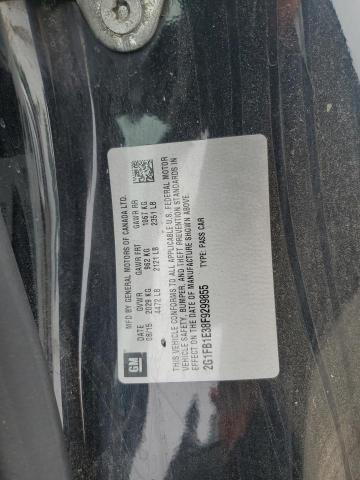 GM
MFD BY GENERAL MOTORS OF CANADA LTD.
DATE GVWR GAWR FRT GAWR RR
08/15 2029 KG 962 KG 1067 KG
4472 LB 2121 LB 2351 LB
THIS VEHICLE CONFORMS TO ALL APPLICABLE U.S. FEDERAL MOTOR
VEHICLE SAFETY, BUMPER, AND THEFT PREVENTION STANDARDS IN
EFFECT ON THE DATE OF MANUFACTURE SHOWN ABOVE.
2G1FB1E38F9299855 TYPE: PASS CAR